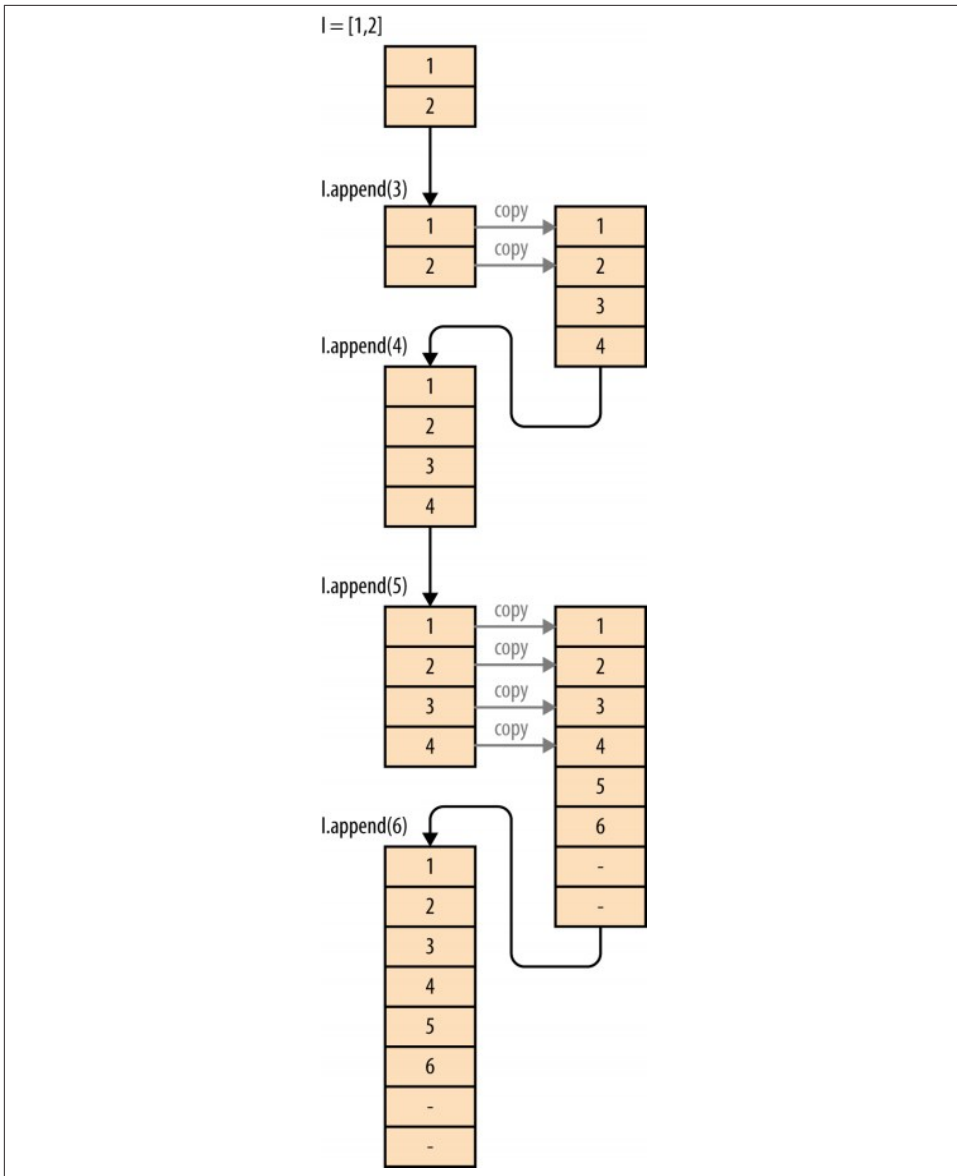 l = [1,2]
1
2
l.append(3)
1 copy 1
2 copy 2
3
4
l.append(4)
1
2
3
4
l.append(5)
1 copy 1
2 copy 2
3 copy 3
4 copy 4
5
6
-
-
l.append(6)
1
2
3
4
5
6
-
-